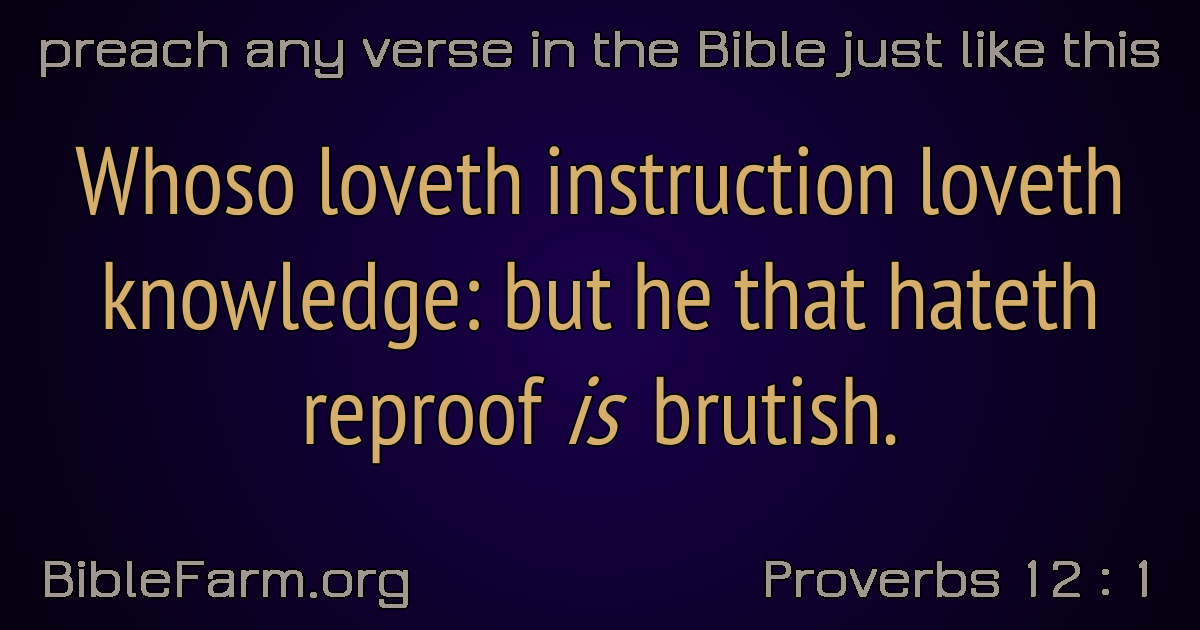 preach any verse in the Bible just like this
Whoso loveth instruction loveth
knowledge: but he that hateth
reproof is brutish.
BibleFarm.org
Proverbs 12 : 1